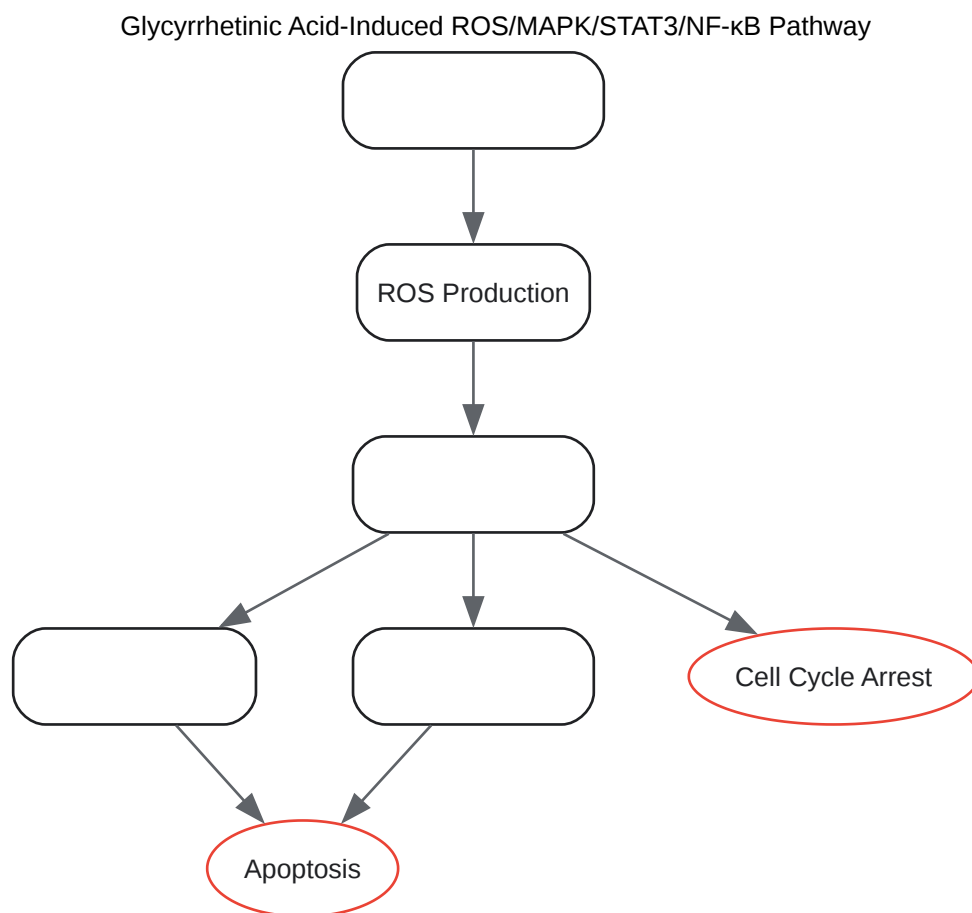 Glycyrrhetinic Acid-Induced ROS/MAPK/STAT3/NF-κB Pathway
ROS Production
Cell Cycle Arrest
Apoptosis